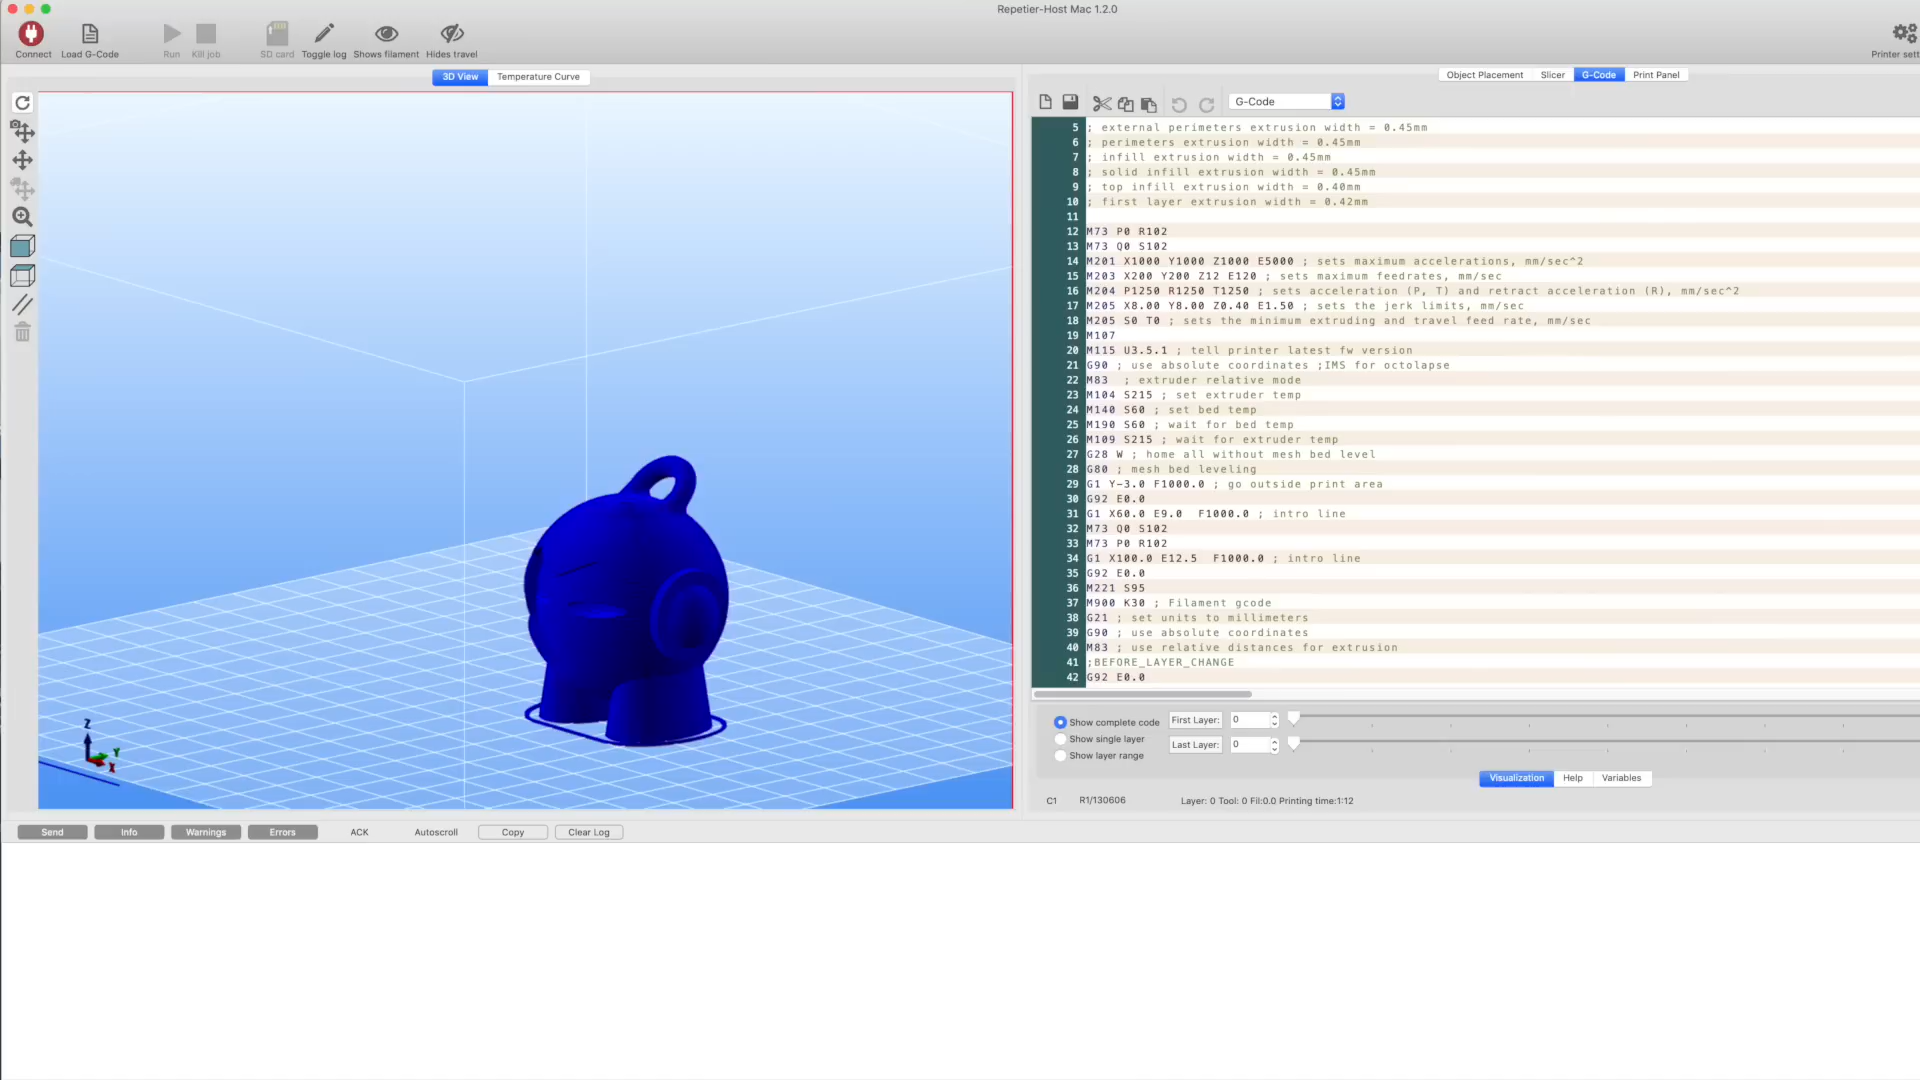 Repetier-Host Mac 1.2.0
Connect Load G-Code Run Kill job SD card Toggle log Shows filament Hides travel Printer sett
3D View Temperature Curve
Object Placement Slicer G-Code Print Panel
G-Code
5 ; external perimeters extrusion width = 0.45mm
6 ; perimeters extrusion width = 0.45mm
7 ; infill extrusion width = 0.45mm
8 ; solid infill extrusion width = 0.45mm
9 ; top infill extrusion width = 0.40mm
10 ; first layer extrusion width = 0.42mm
11
12 M73 P0 R102
13 M73 Q0 S102
14 M201 X1000 Y1000 Z1000 E5000 ; sets maximum accelerations, mm/sec^2
15 M203 X200 Y200 Z12 E120 ; sets maximum feedrates, mm/sec
16 M204 P1250 R1250 T1250 ; sets acceleration (P, T) and retract acceleration (R), mm/sec^2
17 M205 X8.00 Y8.00 Z0.40 E1.50 ; sets the jerk limits, mm/sec
18 M205 S0 T0 ; sets the minimum extruding and travel feed rate, mm/sec
19 M107
20 M115 U3.5.1 ; tell printer latest fw version
21 G90 ; use absolute coordinates ;IMS for octolapse
22 M83  ; extruder relative mode
23 M104 S215 ; set extruder temp
24 M140 S60 ; set bed temp
25 M190 S60 ; wait for bed temp
26 M109 S215 ; wait for extruder temp
27 G28 W ; home all without mesh bed level
28 G80 ; mesh bed leveling
29 G1 Y-3.0 F1000.0 ; go outside print area
30 G92 E0.0
31 G1 X60.0 E9.0  F1000.0 ; intro line
32 M73 Q0 S102
33 M73 P0 R102
34 G1 X100.0 E12.5  F1000.0 ; intro line
35 G92 E0.0
36 M221 S95
37 M900 K30 ; Filament gcode
38 G21 ; set units to millimeters
39 G90 ; use absolute coordinates
40 M83 ; use relative distances for extrusion
41 ;BEFORE_LAYER_CHANGE
42 G92 E0.0
Show complete code First Layer: 0
Show single layer
Last Layer: 0
Show layer range
Visualization Help Variables
C1 R1/130606 Layer: 0 Tool: 0 Fil:0.0 Printing time:1:12
Z
Y
X
Send Info Warnings Errors ACK Autoscroll Copy Clear Log